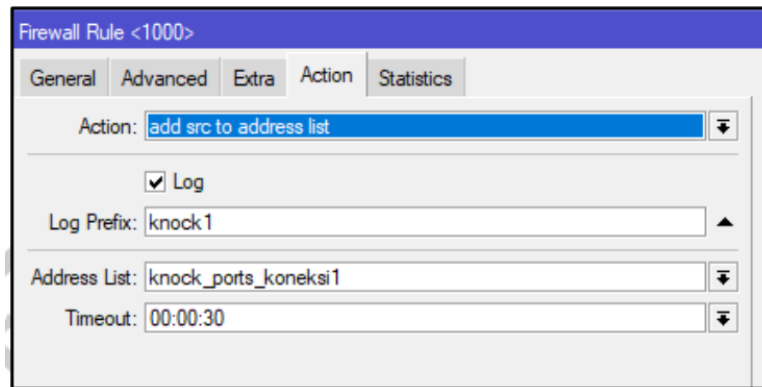 Firewall Rule <1000>
General Advanced Extra Action Statistics
Action: add src to address list
Log
Log Prefix: knock1
Address List: knock_ports_koneksi1
Timeout: 00:00:30